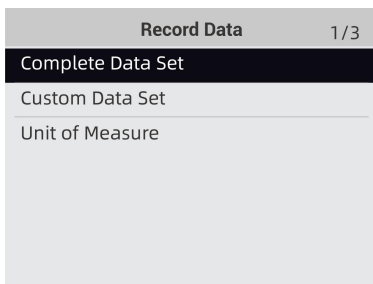 Record Data 1/3
Complete Data Set
Custom Data Set
Unit of Measure